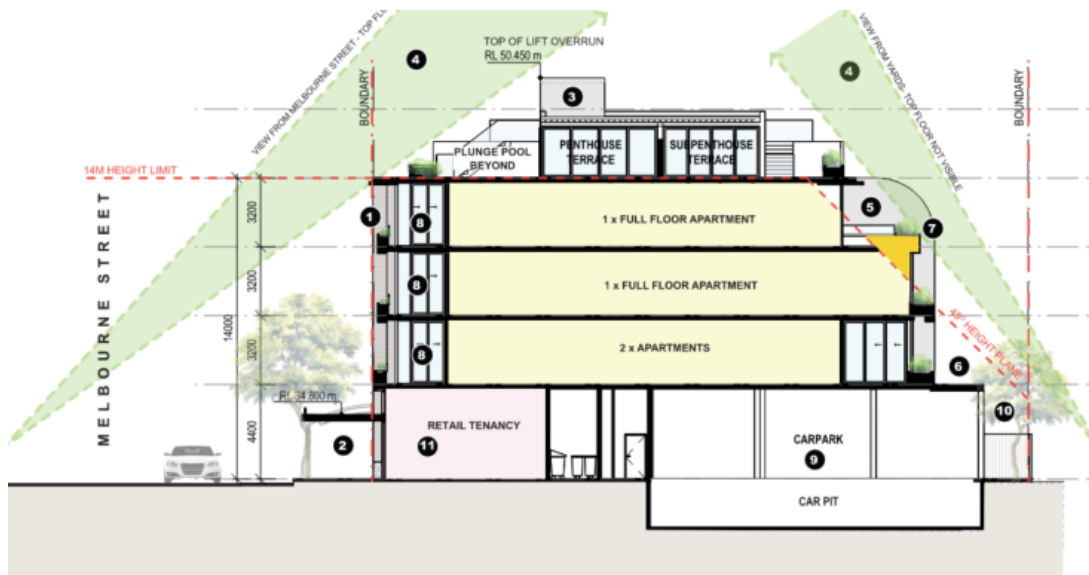 TOP OF LIFT OVERRUN
RL 50.450 m
4
4
VIEW FROM MELBOURNE STREET - TOP FLO
VIEW FROM YARDS- TOP FLOOR NOT VISIBLE
BOUNDARY
BOUNDARY
3
PLUNGE POOL
BEYOND
PENTHOUSE
TERRACE
SUBPENTHOUSE
TERRACE
14M HEIGHT LIMIT
MELBOURNE STREET
14000
3200
3200
3200
4400
1
8
1 x FULL FLOOR APARTMENT
5
7
8
1 x FULL FLOOR APARTMENT
8
2 x APARTMENTS
45° HEIGHT PLANE
6
RL 34.800 m
10
2
RETAIL TENANCY
11
CARPARK
9
CAR PIT